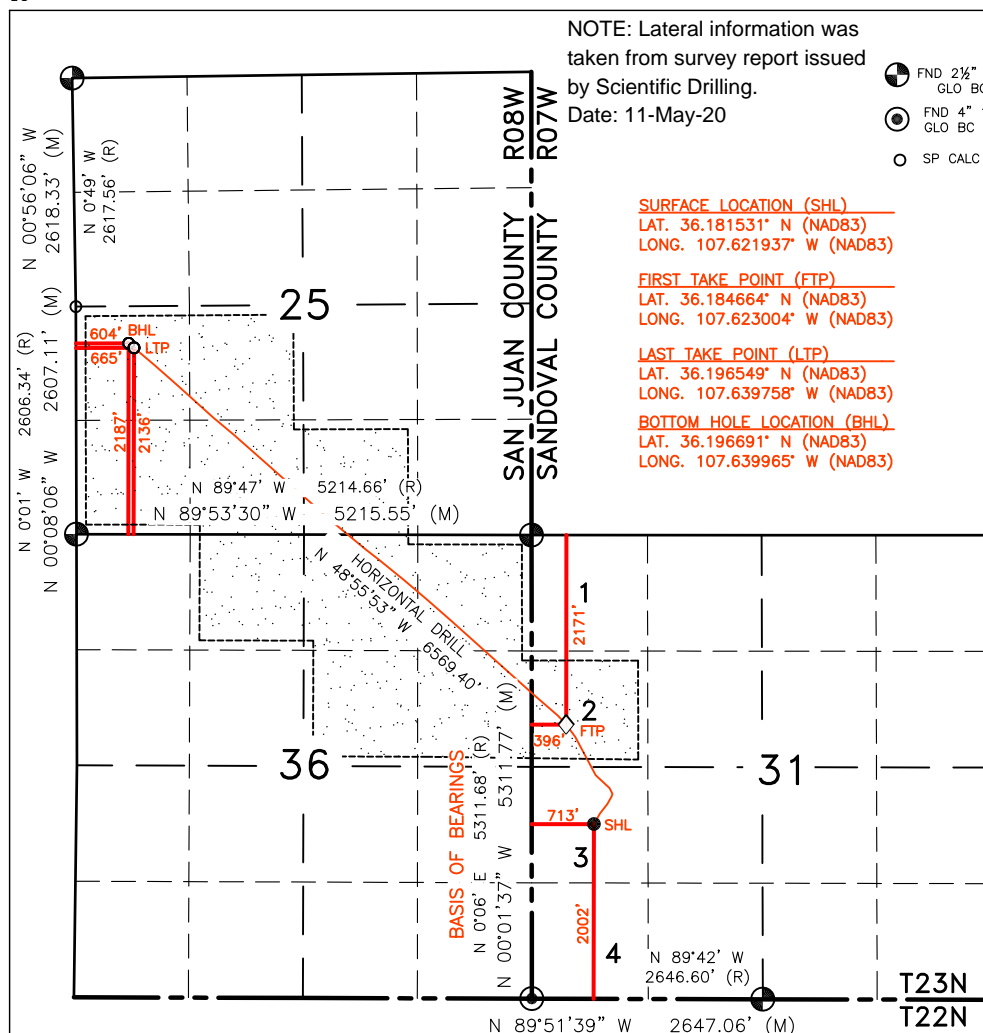 NOTE: Lateral information was
taken from survey report issued
by Scientific Drilling.
Date: 11-May-20
FND 2½"
GLO BC
FND 4"
GLO BC
SP CALC
R08W
R07W
SAN JUAN COUNTY
SANDOVAL COUNTY
SURFACE LOCATION (SHL)
LAT. 36.181531° N (NAD83)
LONG. 107.621937° W (NAD83)
FIRST TAKE POINT (FTP)
LAT. 36.184664° N (NAD83)
LONG. 107.623004° W (NAD83)
LAST TAKE POINT (LTP)
LAT. 36.196549° N (NAD83)
LONG. 107.639758° W (NAD83)
BOTTOM HOLE LOCATION (BHL)
LAT. 36.196691° N (NAD83)
LONG. 107.639965° W (NAD83)
N 00°56'06" W
2618.33' (M)
N 0°49' W
2617.56' (R)
25
604' BHL
665' LTP
2187'
2136'
N 0°01' W 2606.34' (R)
N 00°08'06" W 2607.11' (M)
N 89°47' W 5214.66' (R)
N 89°53'30" W 5215.55' (M)
HORIZONTAL DRILL
N 48°55'53" W 6569.40'
1
2171'
2
FTP
396'
36
31
BASIS OF BEARINGS
N 0°06' E 5311.68' (R)
N 00°01'37" W 5311.77' (M)
713'
SHL
3
2002'
4
N 89°42' W
2646.60' (R)
T23N
T22N
N 89°51'39" W 2647.06' (M)